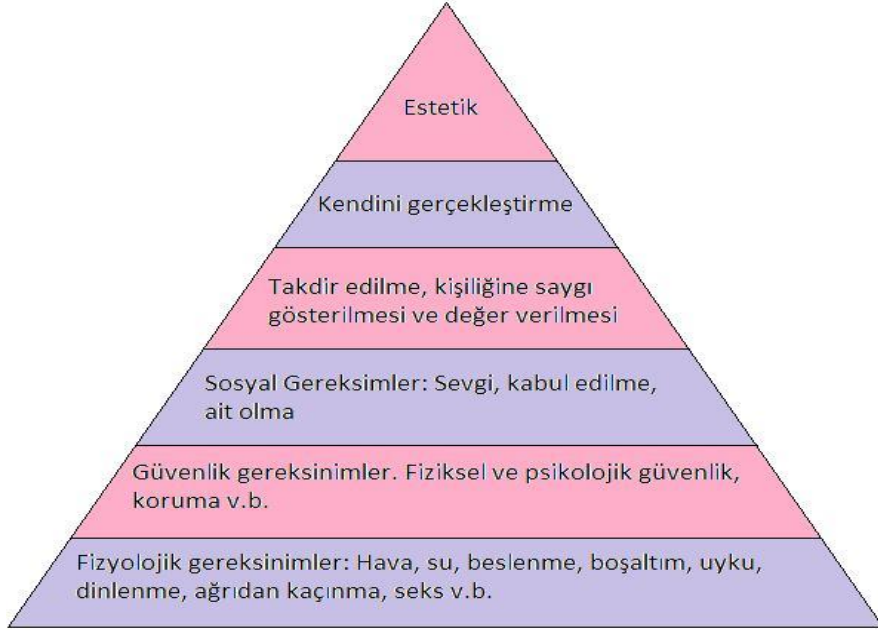 Estetik
Kendini gerçekleştirme
Takdir edilme, kişiliğine saygı
gösterilmesi ve değer verilmesi
Sosyal Gereksimler: Sevgi, kabul edilme,
ait olma
Güvenlik gereksinimler. Fiziksel ve psikolojik güvenlik,
koruma v.b.
Fizyolojik gereksinimler: Hava, su, beslenme, boşaltım, uyku,
dinlenme, ağrıdan kaçınma, seks v.b.